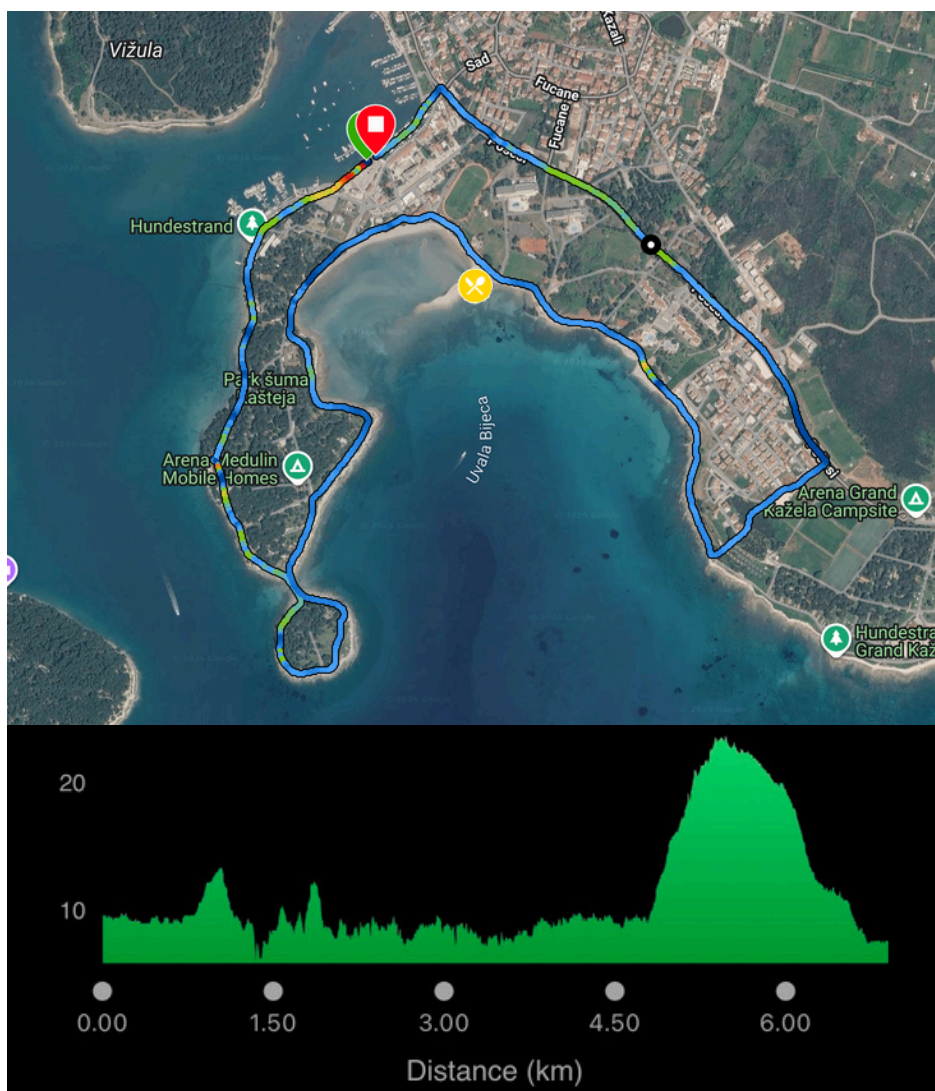 Vižula
Kazali
Sad
Fucane
Fucane
Hundestrand
Park šuma
Kašteja
Uvala Bijeca
Arena Medulin
Mobile Homes
Arena Grand
Kažela Campsite
Hundestra
Grand Kaž
20
10
0.00 1.50 3.00 4.50 6.00
Distance (km)